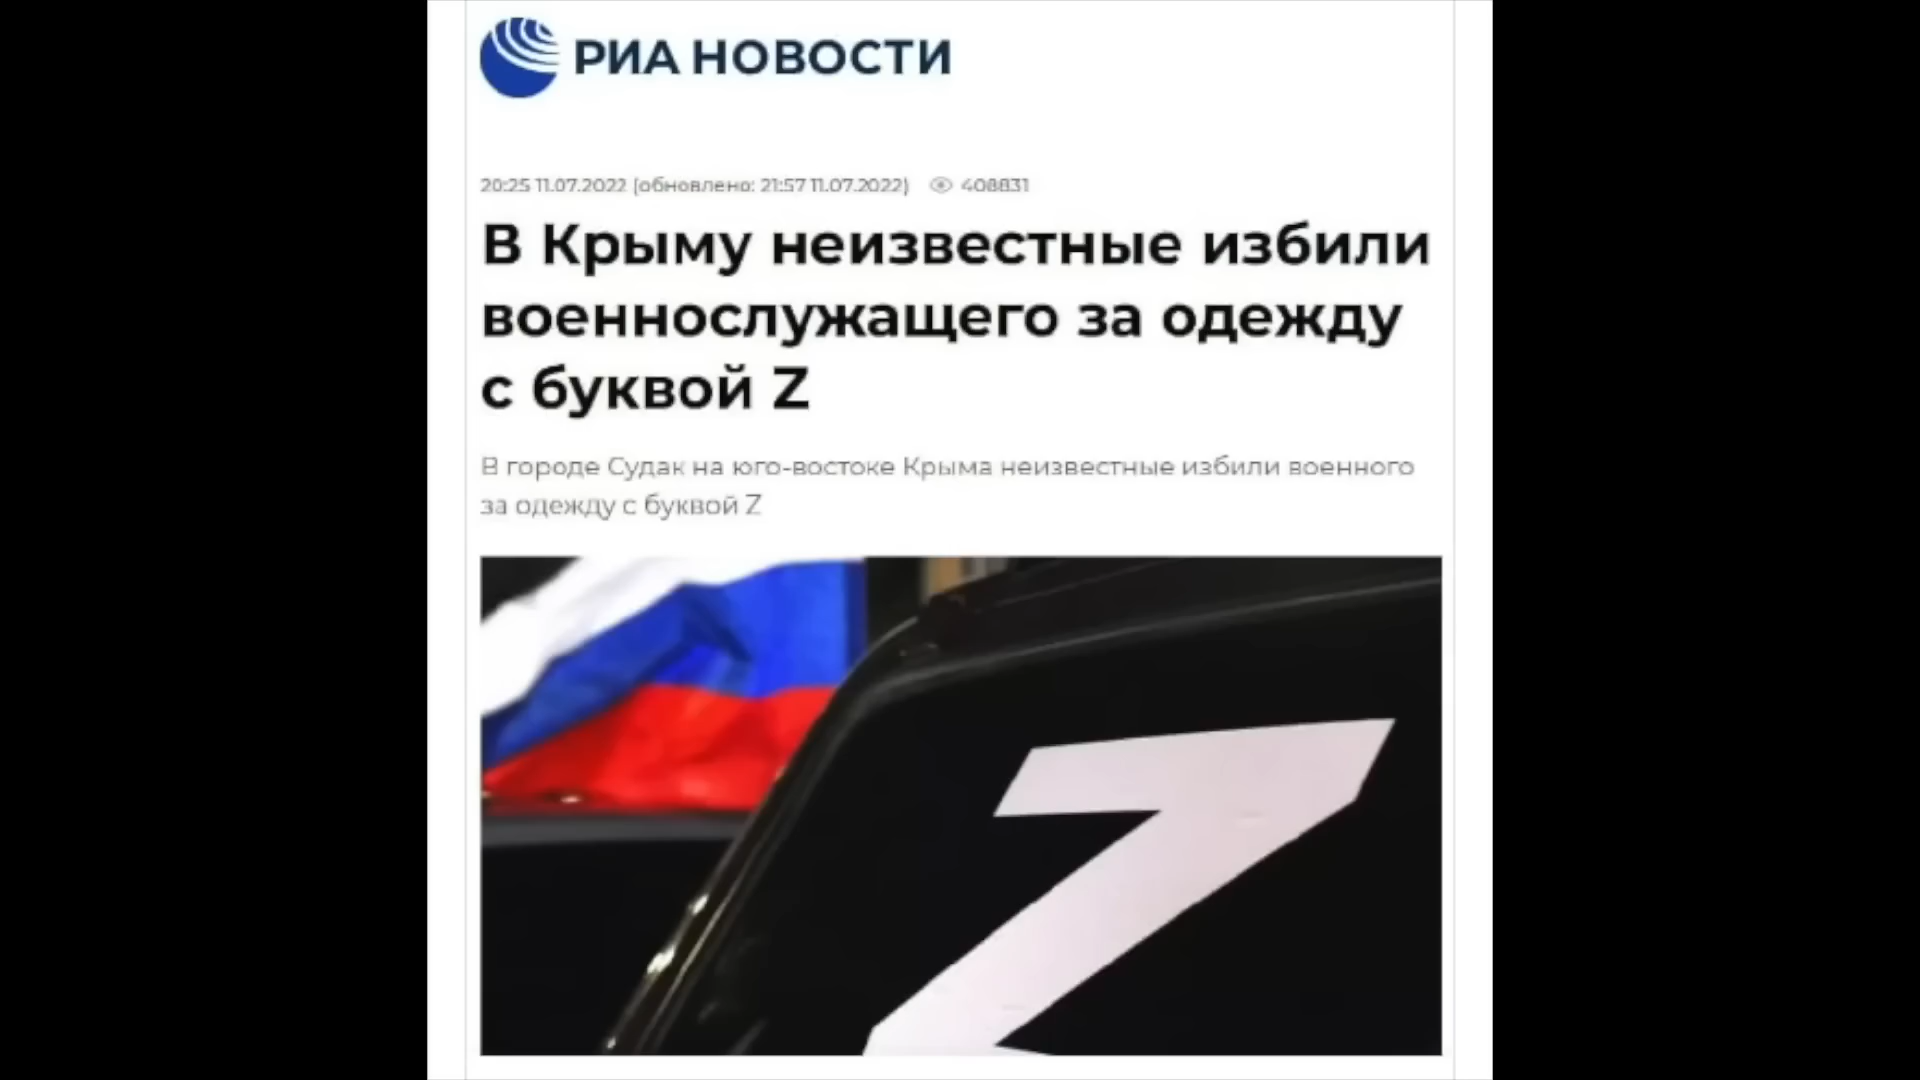 РИА НОВОСТИ
20:25 11.07.2022 (обновлено: 21:57 11.07.2022) 408831
В Крыму неизвестные избили
военнослужащего за одежду
с буквой Z
В городе Судак на юго-востоке Крыма неизвестные избили военного
за одежду с буквой Z
Z